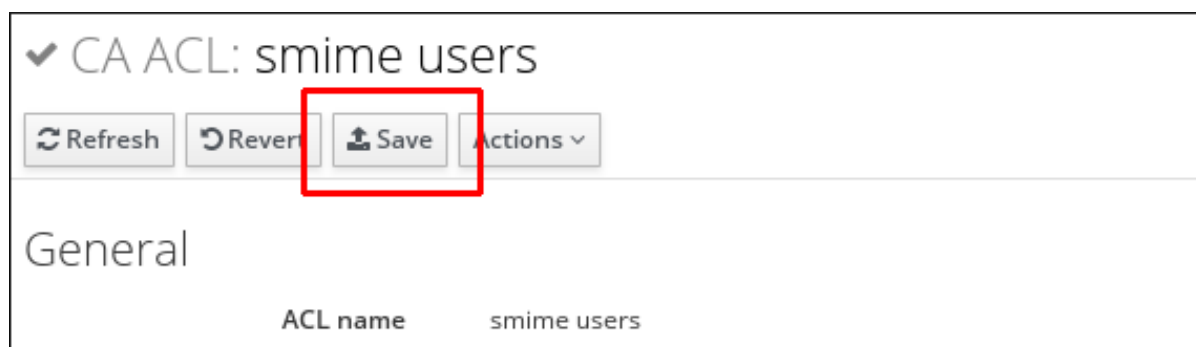 CA ACL: smime users
Refresh Revert Save Actions
General
ACL name smime users